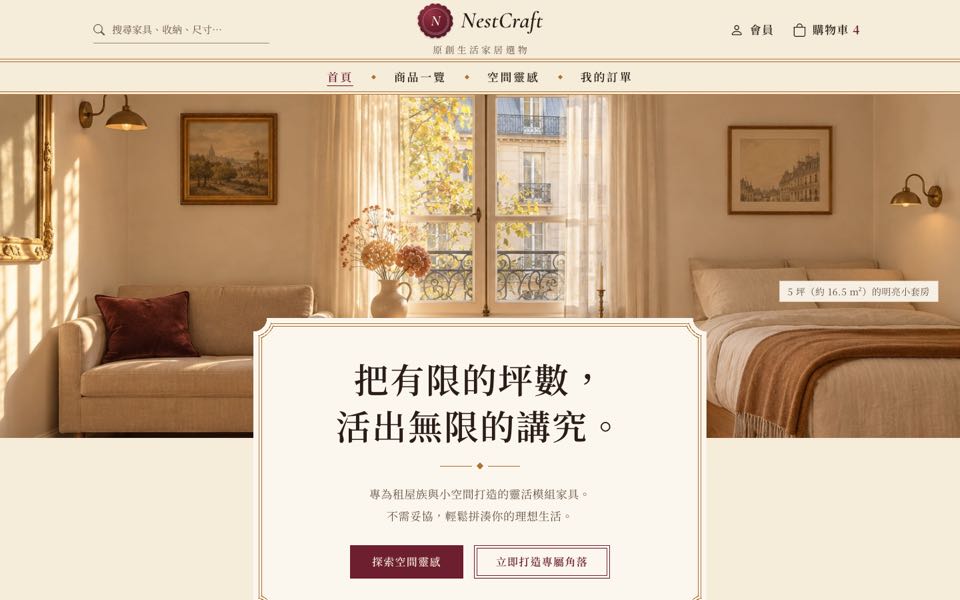 搜尋家具、收納、尺寸…
N NestCraft
原創生活家居選物
會員
購物車 4
首頁 ◆ 商品一覽 ◆ 空間靈感 ◆ 我的訂單
5 坪（約 16.5 m²）的明亮小套房
把有限的坪數，
活出無限的講究。
專為租屋族與小空間打造的靈活模組家具。
不需妥協，輕鬆拼湊你的理想生活。
探索空間靈感
立即打造專屬角落